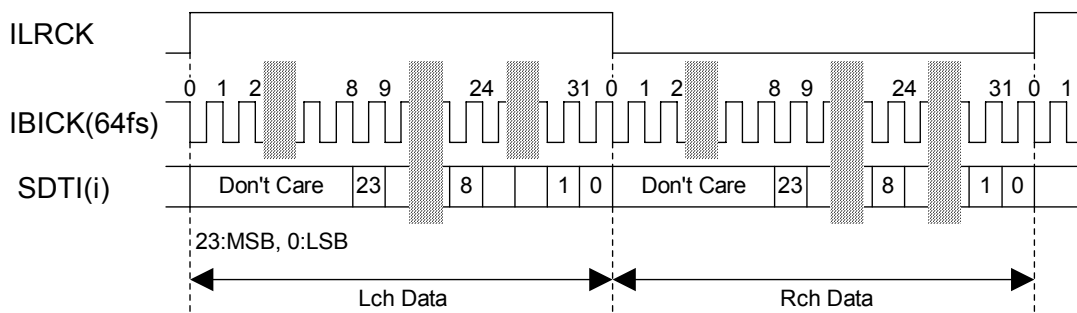 ILRCK
0 1 2 8 9 24 31 0 1 2 8 9 24 31 0 1
IBICK(64fs)
SDTI(i) Don't Care 23 8 1 0 Don't Care 23 8 1 0
23:MSB, 0:LSB
Lch Data Rch Data